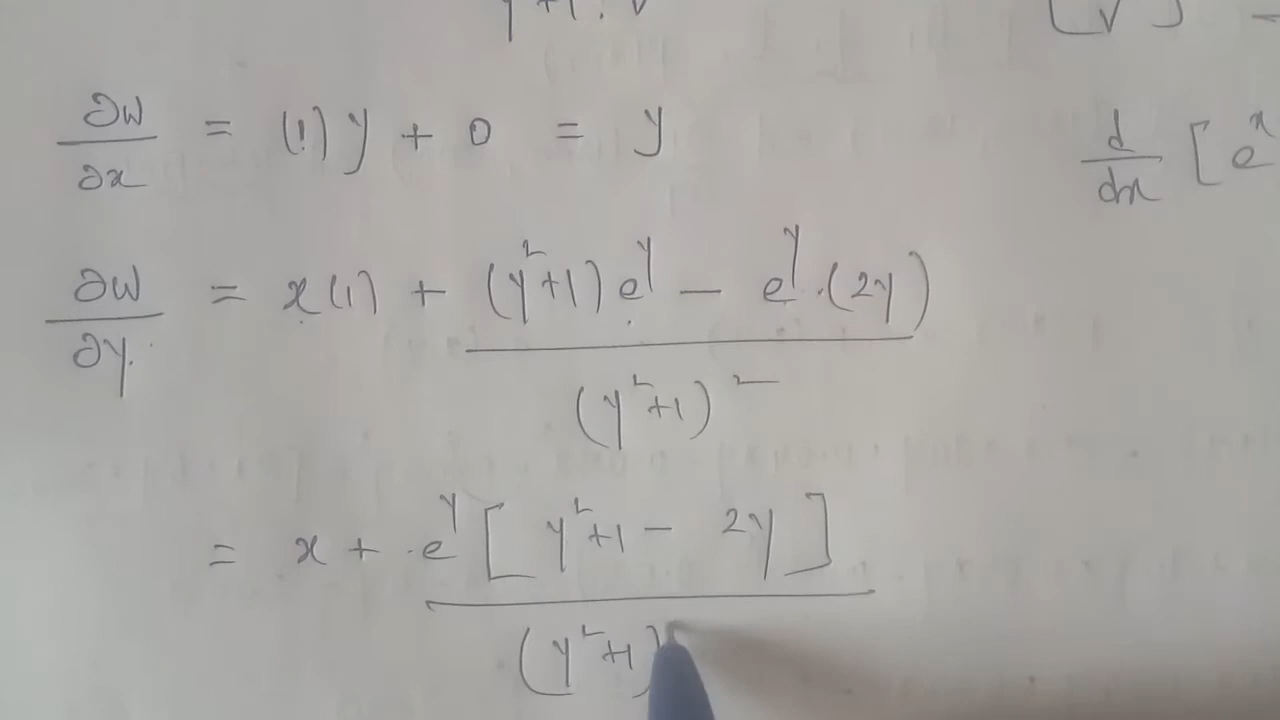 ∂w/∂x = (1)y + 0 = y
d/dx [e^x
∂w/∂y = x(1) + ((y²+1)e^y − e^y·(2y))/(y²+1)²
= x + e^y[y²+1 − 2y]/(y²+1)